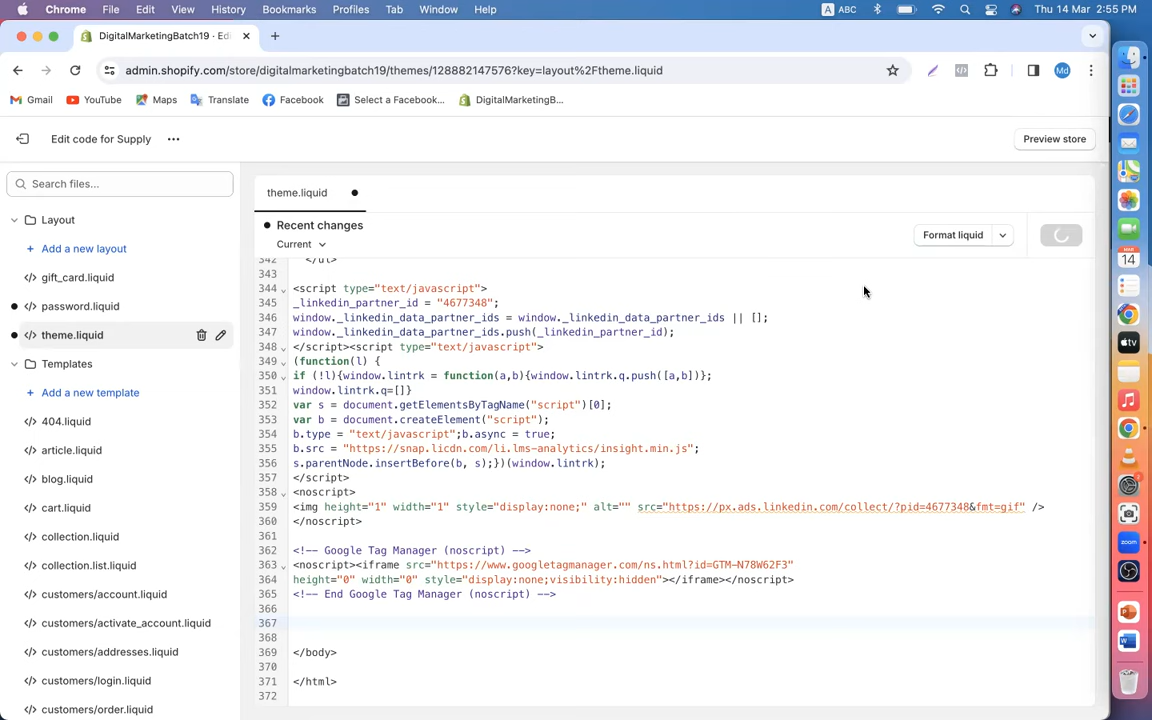 Chrome File Edit View History Bookmarks Profiles Tab Window Help
A ABC Thu 14 Mar 2:55 PM
DigitalMarketingBatch19 · Edi
admin.shopify.com/store/digitalmarketingbatch19/themes/128882147576?key=layout%2Ftheme.liquid
Md
Gmail YouTube Maps Translate Facebook Select a Facebook... DigitalMarketingB...
Edit code for Supply
Preview store
Search files...
Layout
+ Add a new layout
</> gift_card.liquid
</> password.liquid
</> theme.liquid
Templates
+ Add a new template
</> 404.liquid
</> article.liquid
</> blog.liquid
</> cart.liquid
</> collection.liquid
</> collection.list.liquid
</> customers/account.liquid
</> customers/activate_account.liquid
</> customers/addresses.liquid
</> customers/login.liquid
</> customers/order.liquid
theme.liquid
Recent changes
Current
Format liquid
342 </ul>
343
344 <script type="text/javascript">
345 _linkedin_partner_id = "4677348";
346 window._linkedin_data_partner_ids = window._linkedin_data_partner_ids || [];
347 window._linkedin_data_partner_ids.push(_linkedin_partner_id);
348 </script><script type="text/javascript">
349 (function(l) {
350 if (!l){window.lintrk = function(a,b){window.lintrk.q.push([a,b])};
351 window.lintrk.q=[]}
352 var s = document.getElementsByTagName("script")[0];
353 var b = document.createElement("script");
354 b.type = "text/javascript";b.async = true;
355 b.src = "https://snap.licdn.com/li.lms-analytics/insight.min.js";
356 s.parentNode.insertBefore(b, s);})(window.lintrk);
357 </script>
358 <noscript>
359 <img height="1" width="1" style="display:none;" alt="" src="https://px.ads.linkedin.com/collect/?pid=4677348&fmt=gif" />
360 </noscript>
361
362 <!-- Google Tag Manager (noscript) -->
363 <noscript><iframe src="https://www.googletagmanager.com/ns.html?id=GTM-N78W62F3"
364 height="0" width="0" style="display:none;visibility:hidden"></iframe></noscript>
365 <!-- End Google Tag Manager (noscript) -->
366
367
368
369 </body>
370
371 </html>
372
MAR
14
tv
zoom